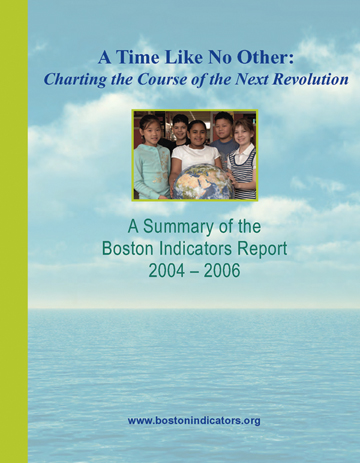 A Time Like No Other:
Charting the Course of the Next Revolution
A Summary of the
Boston Indicators Report
2004 – 2006
www.bostonindicators.org